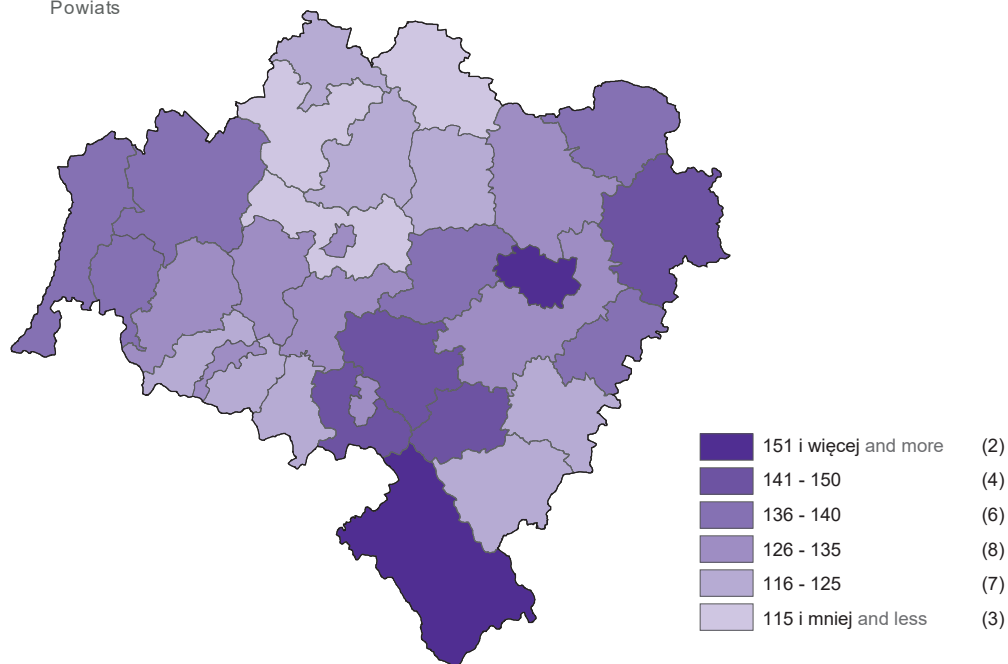 Powiats
151 i więcej and more (2)
141 - 150 (4)
136 - 140 (6)
126 - 135 (8)
116 - 125 (7)
115 i mniej and less (3)